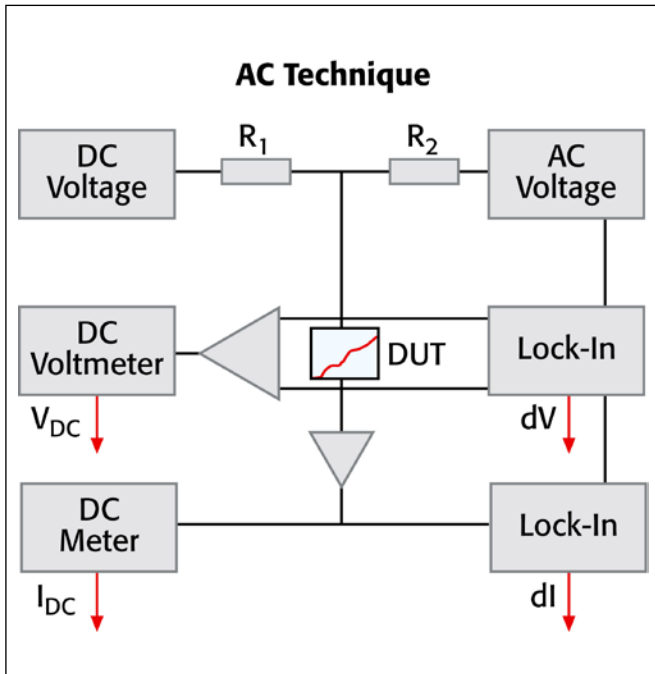 AC Technique
DC
Voltage
R1
R2
AC
Voltage
DC
Voltmeter
DUT
Lock-In
VDC
dV
DC
Meter
Lock-In
IDC
dI